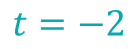 t = −2